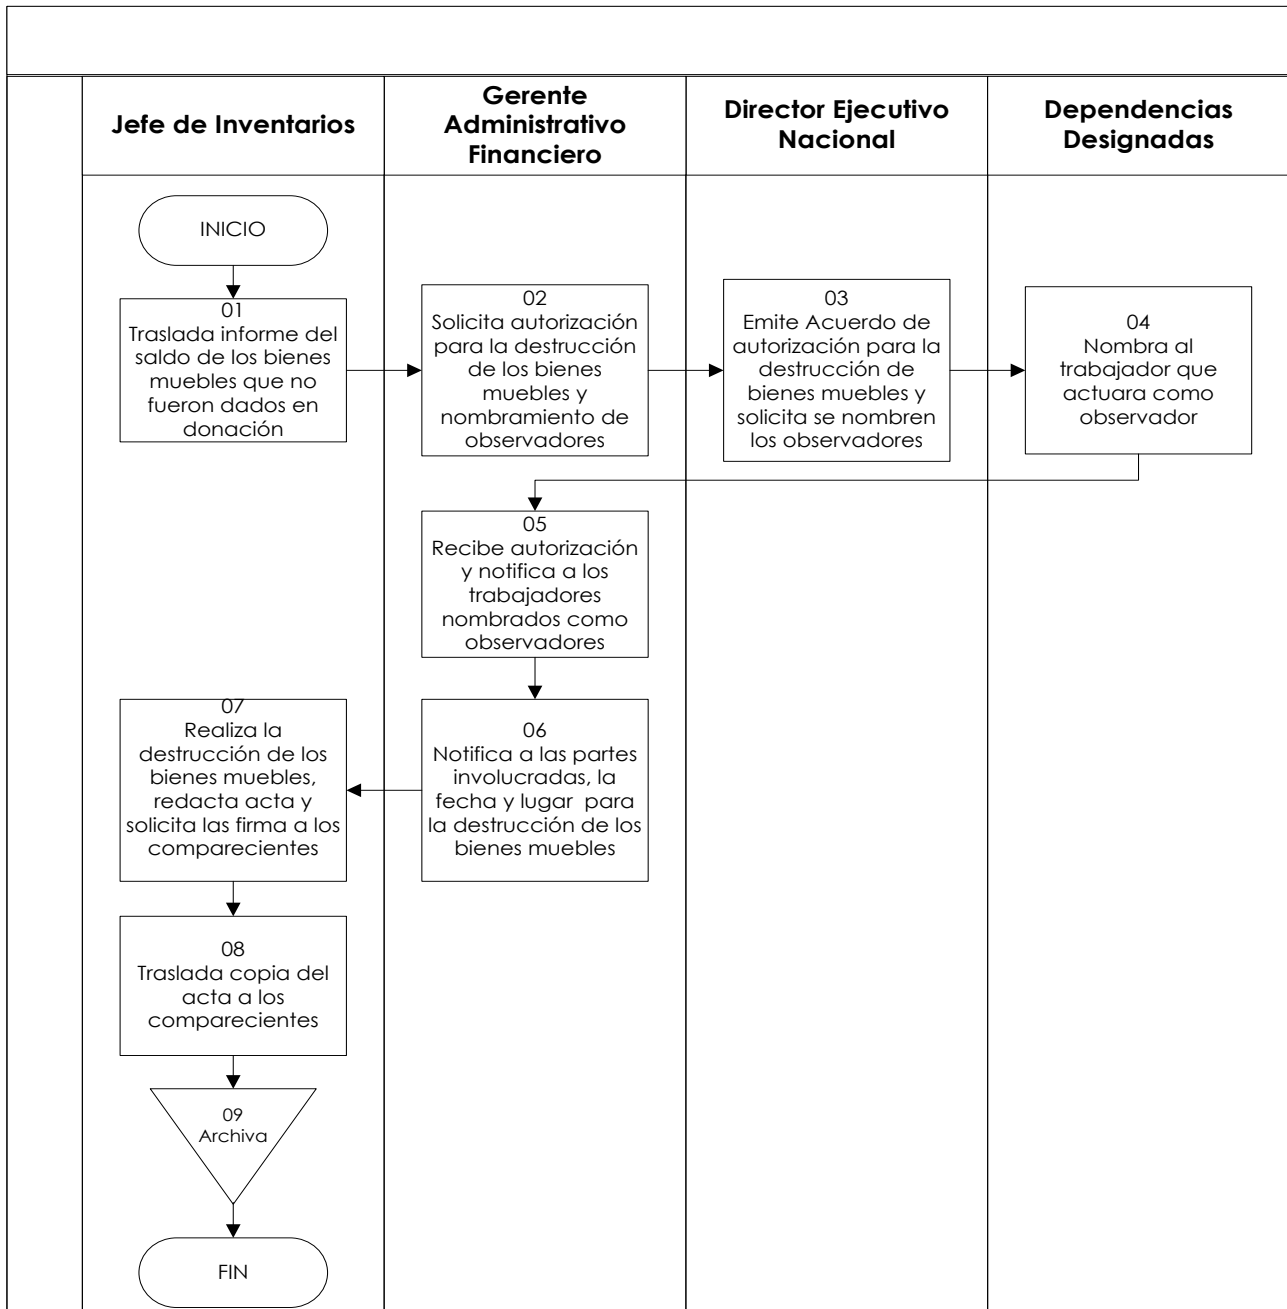 Jefe de Inventarios
Gerente
Administrativo
Financiero
Director Ejecutivo
Nacional
Dependencias
Designadas
INICIO
01
Traslada informe del
saldo de los bienes
muebles que no
fueron dados en
donación
02
Solicita autorización
para la destrucción
de los bienes
muebles y
nombramiento de
observadores
03
Emite Acuerdo de
autorización para la
destrucción de
bienes muebles y
solicita se nombren
los observadores
04
Nombra al
trabajador que
actuara como
observador
05
Recibe autorización
y notifica a los
trabajadores
nombrados como
observadores
06
Notifica a las partes
involucradas, la
fecha y lugar para
la destrucción de los
bienes muebles
07
Realiza la
destrucción de los
bienes muebles,
redacta acta y
solicita las firma a los
comparecientes
08
Traslada copia del
acta a los
comparecientes
09
Archiva
FIN